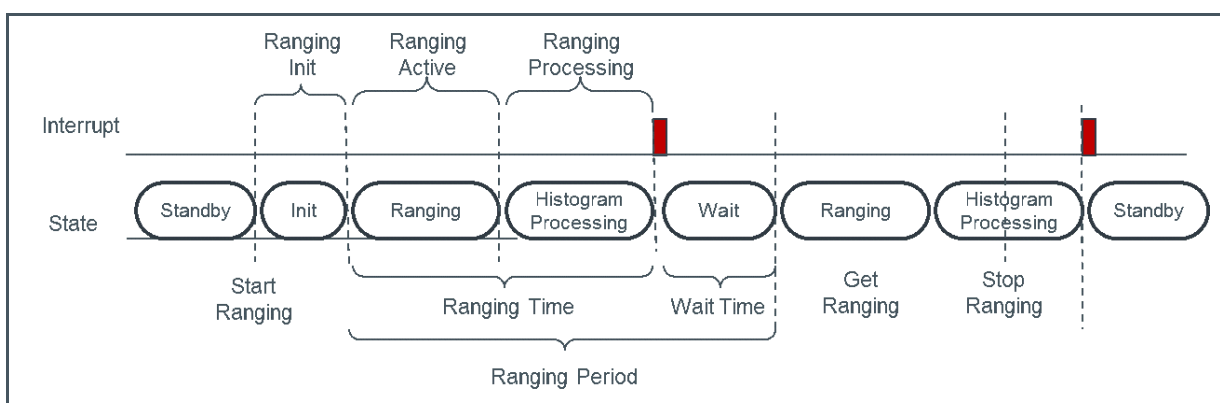 Ranging
Init
Ranging
Active
Ranging
Processing
Interrupt
State
Standby
Init
Ranging
Histogram
Processing
Wait
Ranging
Histogram
Processing
Standby
Start
Ranging
Ranging Time
Wait Time
Get
Ranging
Stop
Ranging
Ranging Period